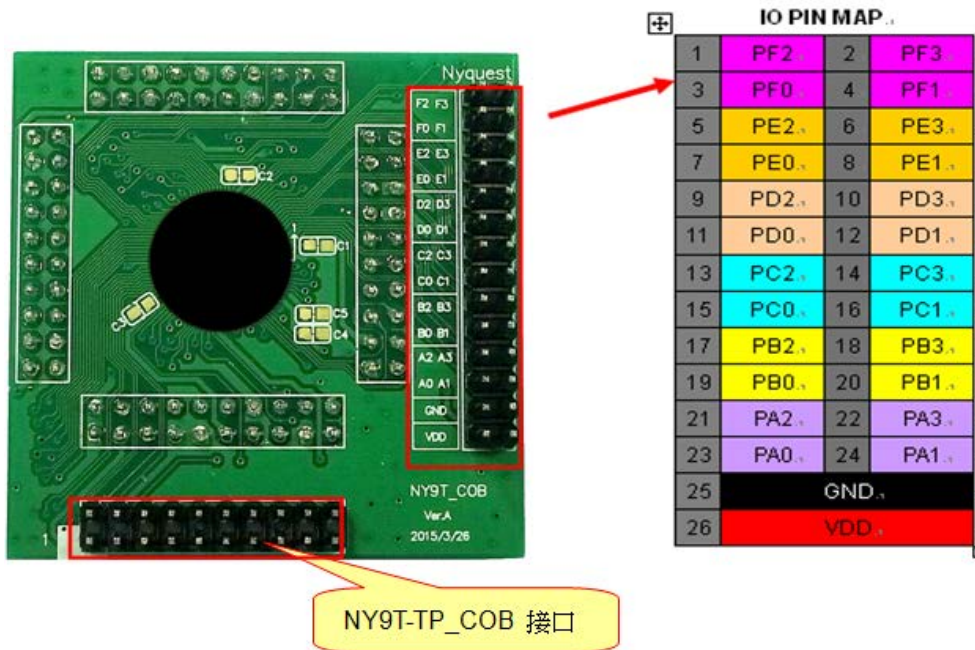 Nyquest
F2 F3
F0 F1
E2 E3
E0 E1
D2 D3
D0 D1
C2 C3
C0 C1
B2 B3
B0 B1
A2 A3
A0 A1
GND
VDD
C2
1
C1
C3
C5
C4
NY9T_COB
Ver.A
2015/3/26
1
NY9T-TP_COB 接口
IO PIN MAP
1 PF2 2 PF3
3 PF0 4 PF1
5 PE2 6 PE3
7 PE0 8 PE1
9 PD2 10 PD3
11 PD0 12 PD1
13 PC2 14 PC3
15 PC0 16 PC1
17 PB2 18 PB3
19 PB0 20 PB1
21 PA2 22 PA3
23 PA0 24 PA1
25 GND
26 VDD